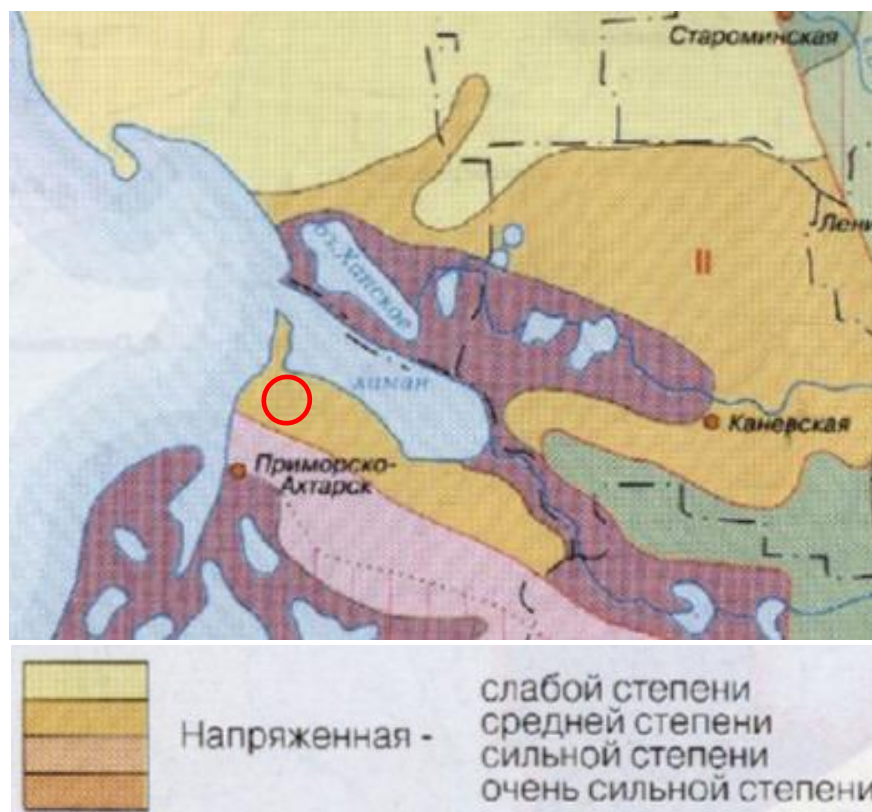 Староминская
Лени
II
оз. Ханское
лиман
Каневская
Приморско-
Ахтарск
Напряженная -
слабой степени
средней степени
сильной степени
очень сильной степени